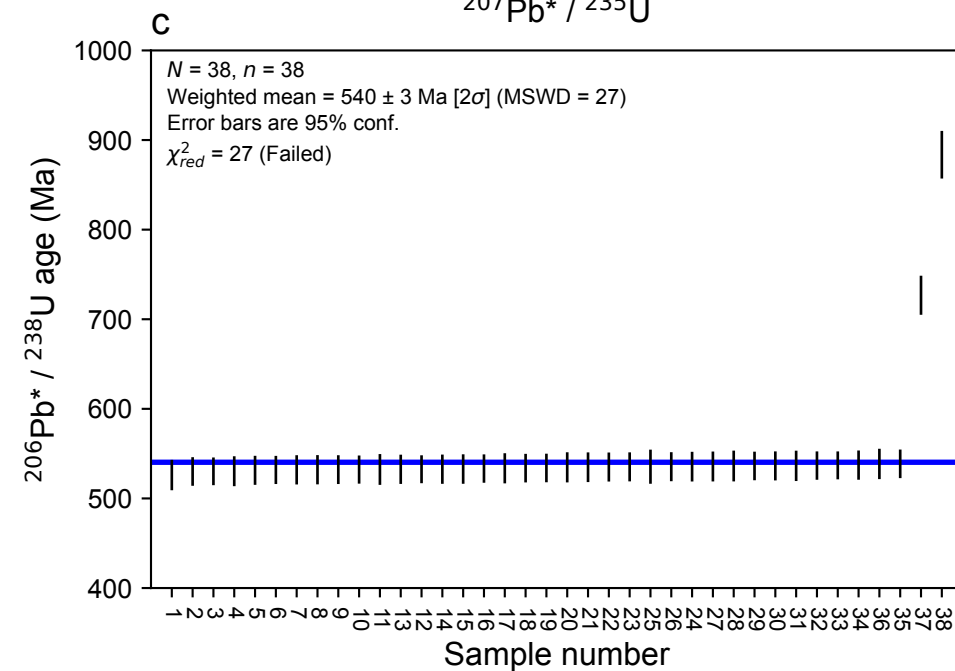 207Pb* / 235U
c
1000
N = 38, n = 38
Weighted mean = 540 ± 3 Ma [2σ] (MSWD = 27)
Error bars are 95% conf.
χ²red = 27 (Failed)
900
800
700
600
500
400
206Pb* / 238U age (Ma)
1 2 3 4 5 6 7 8 9 10 11 13 12 14 15 16 17 18 19 20 21 22 23 25 26 24 27 28 29 30 31 32 33 34 36 35 37 38
Sample number